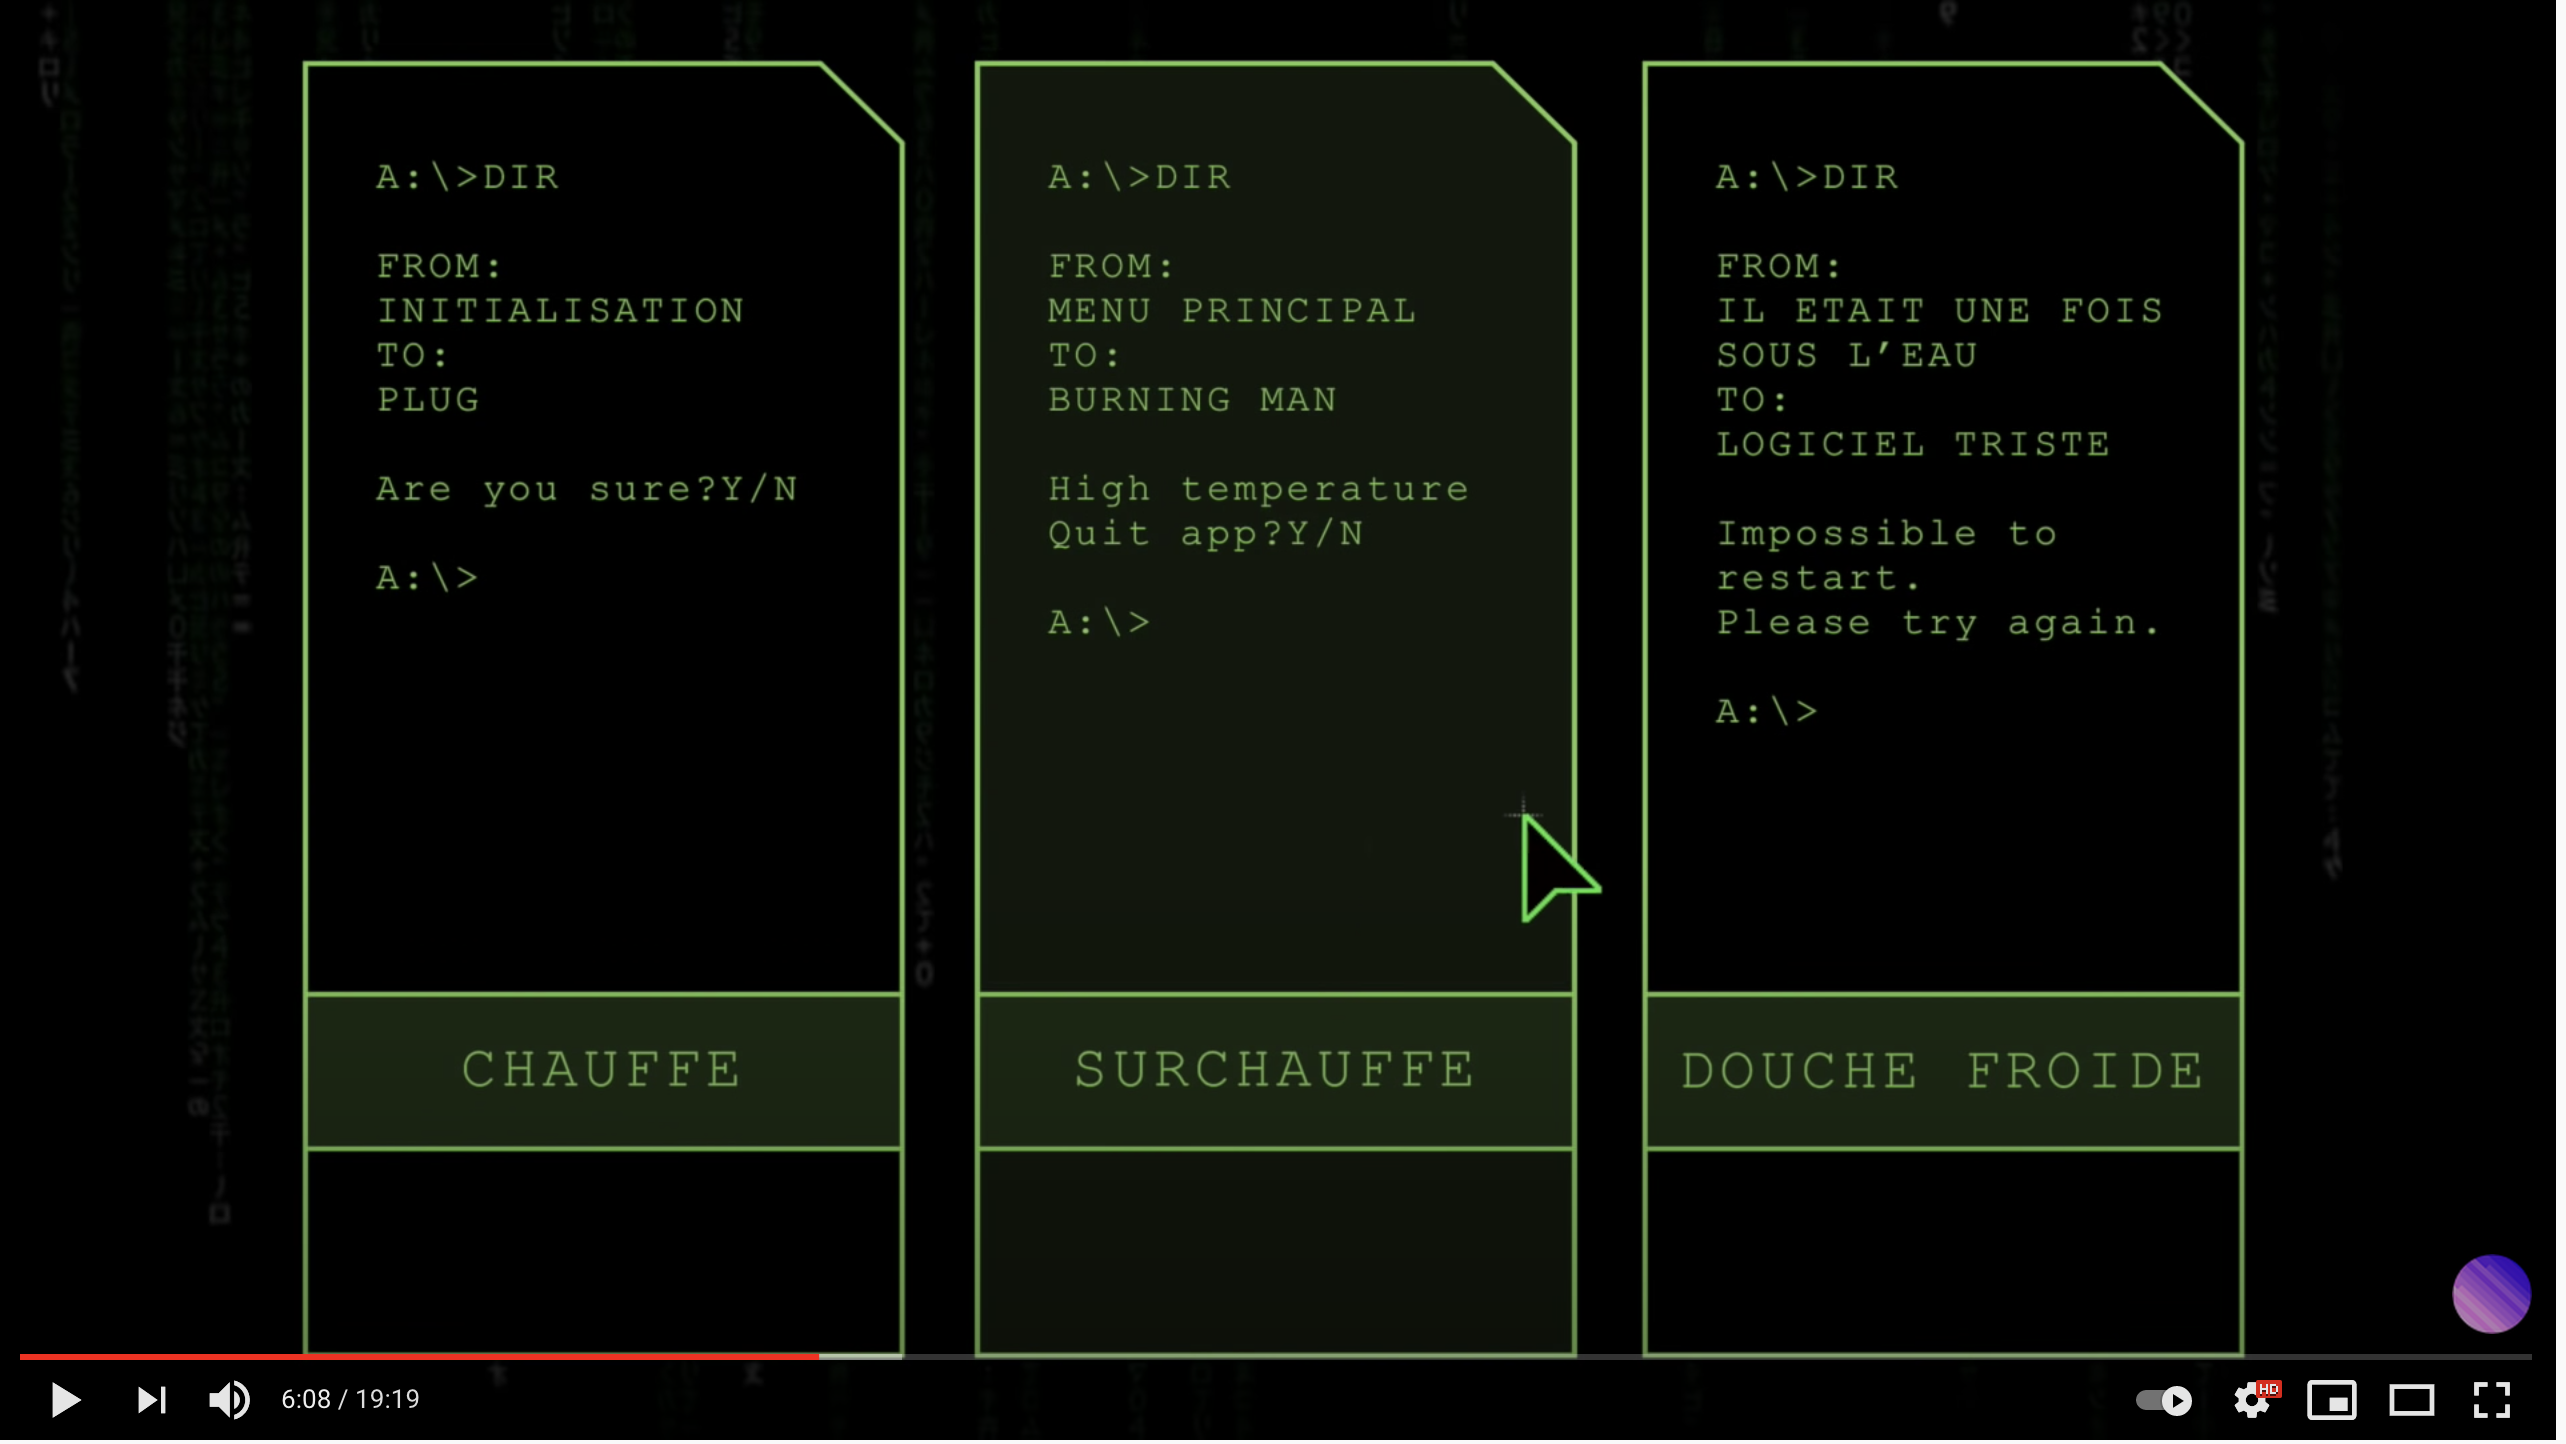 A:\>DIR
FROM:
INITIALISATION
TO:
PLUG
Are you sure?Y/N
A:\>
CHAUFFE
A:\>DIR
FROM:
MENU PRINCIPAL
TO:
BURNING MAN
High temperature
Quit app?Y/N
A:\>
SURCHAUFFE
A:\>DIR
FROM:
IL ETAIT UNE FOIS
SOUS L’EAU
TO:
LOGICIEL TRISTE
Impossible to
restart.
Please try again.
A:\>
DOUCHE FROIDE
6:08 / 19:19
HD